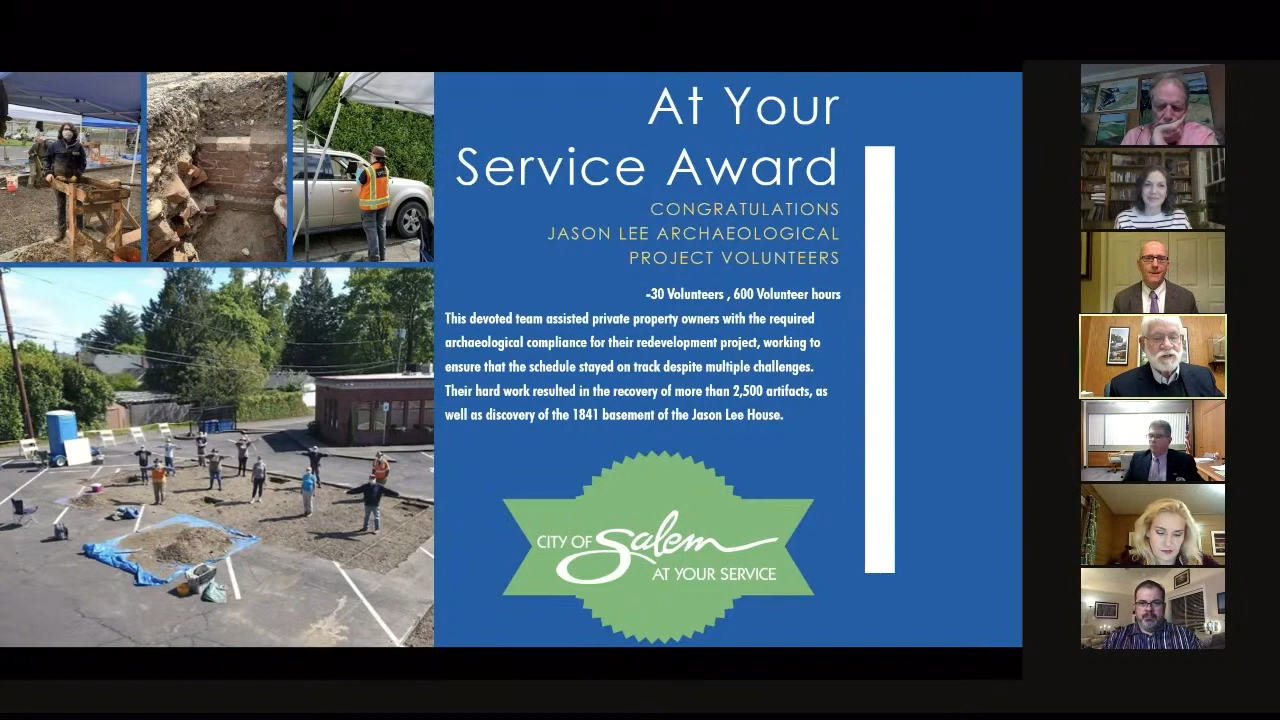 At Your
Service Award
CONGRATULATIONS
JASON LEE ARCHAEOLOGICAL
PROJECT VOLUNTEERS
-30 Volunteers , 600 Volunteer hours
This devoted team assisted private property owners with the required
archaeological compliance for their redevelopment project, working to
ensure that the schedule stayed on track despite multiple challenges.
Their hard work resulted in the recovery of more than 2,500 artifacts, as
well as discovery of the 1841 basement of the Jason Lee House.
CITY OF Salem
AT YOUR SERVICE